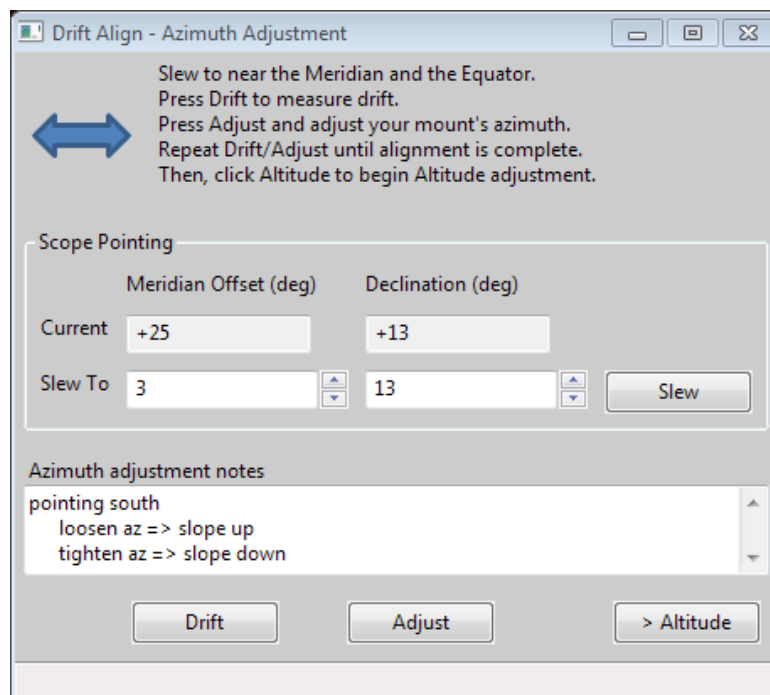 Drift Align - Azimuth Adjustment
Slew to near the Meridian and the Equator.
Press Drift to measure drift.
Press Adjust and adjust your mount's azimuth.
Repeat Drift/Adjust until alignment is complete.
Then, click Altitude to begin Altitude adjustment.
Scope Pointing
Meridian Offset (deg) Declination (deg)
Current +25 +13
Slew To 3 13 Slew
Azimuth adjustment notes
pointing south
loosen az => slope up
tighten az => slope down
Drift Adjust > Altitude